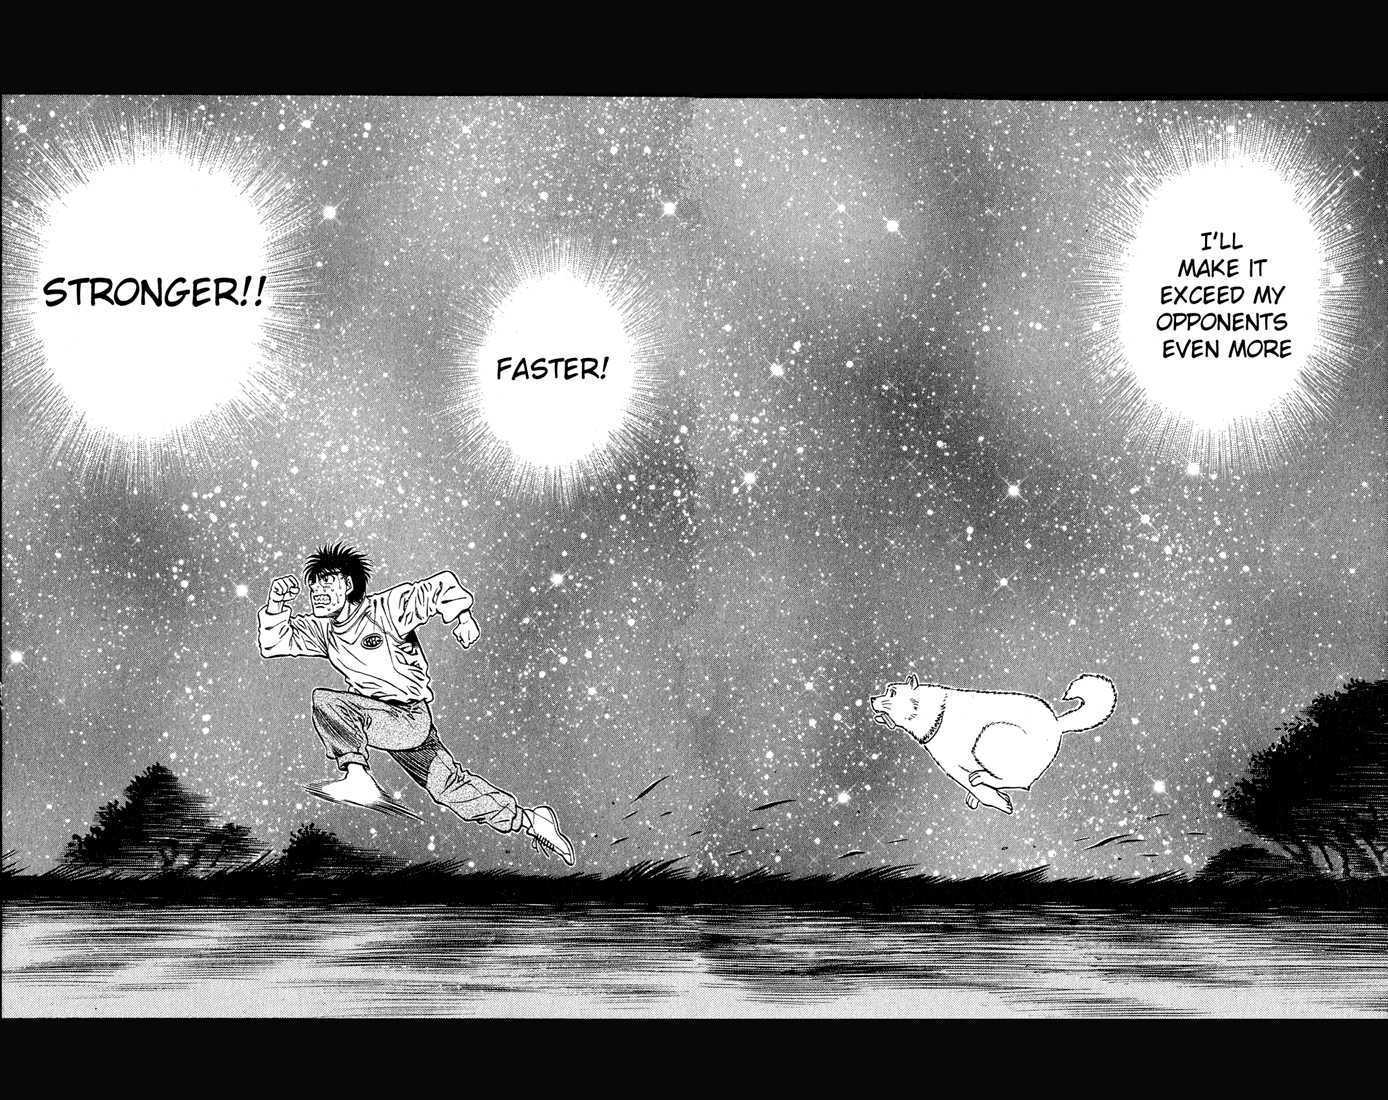 I'LL
MAKE IT
EXCEED MY
OPPONENTS
EVEN MORE
FASTER!
STRONGER!!